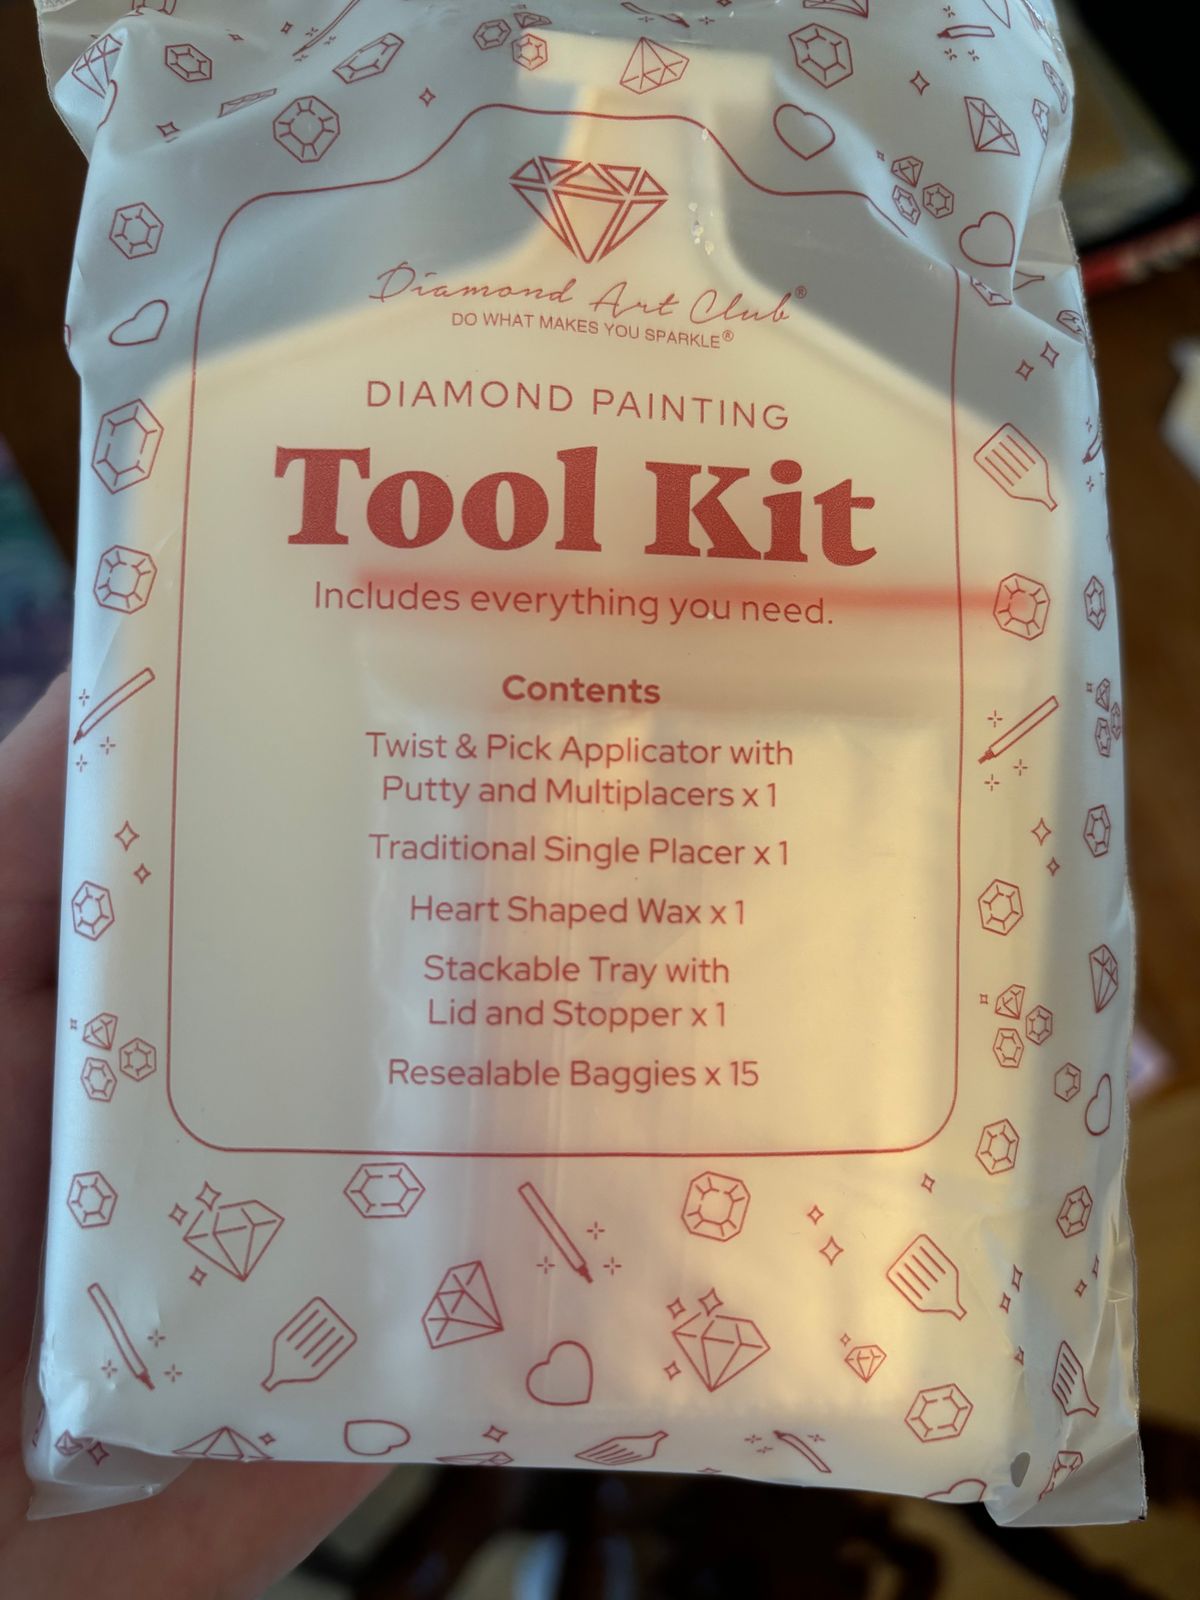 Diamond Art Club®
DO WHAT MAKES YOU SPARKLE®
DIAMOND PAINTING
Tool Kit
Includes everything you need.
Contents
Twist & Pick Applicator with
Putty and Multiplacers x 1
Traditional Single Placer x 1
Heart Shaped Wax x 1
Stackable Tray with
Lid and Stopper x 1
Resealable Baggies x 15